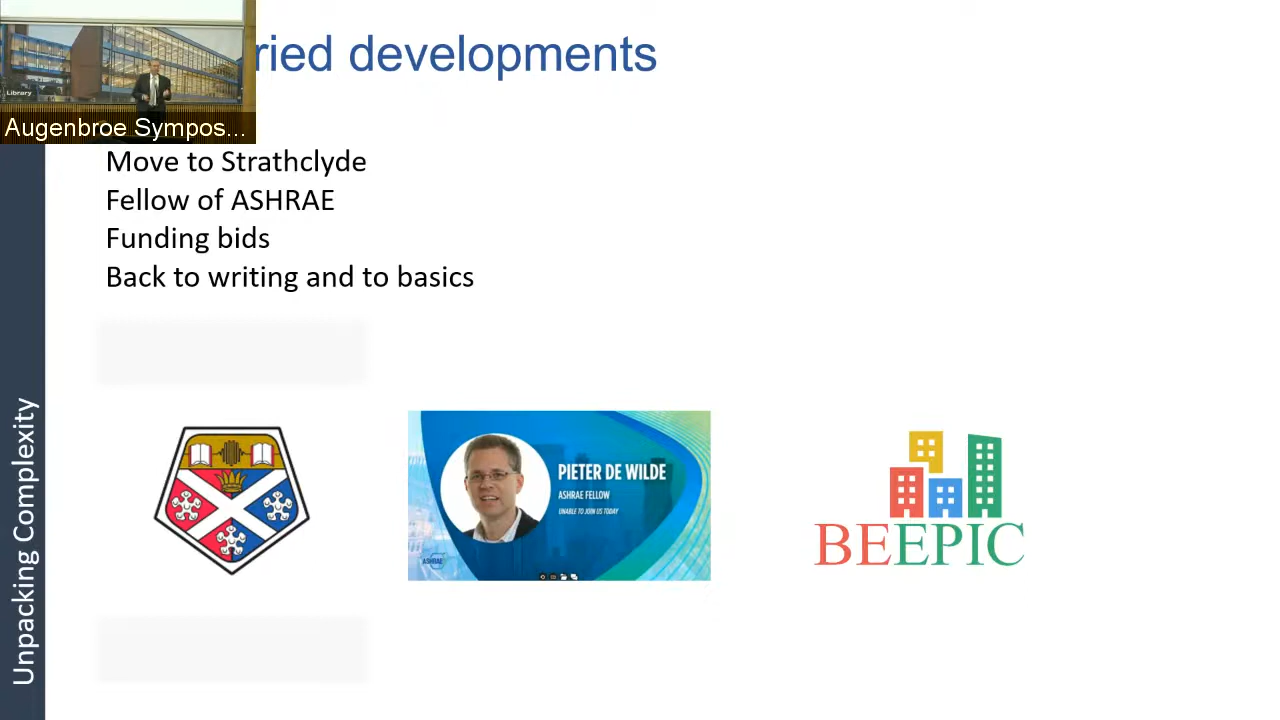 ried developments
Library
Augenbroe Sympos...
Move to Strathclyde
Fellow of ASHRAE
Funding bids
Back to writing and to basics
Unpacking Complexity
PIETER DE WILDE
ASHRAE FELLOW
UNABLE TO JOIN US TODAY
ASHRAE
BEEPIC